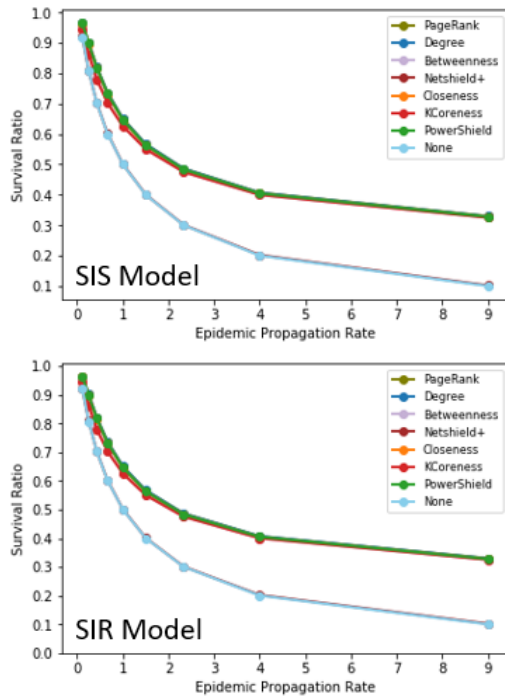 1.0
0.9
0.8
0.7
0.6
0.5
0.4
0.3
0.2
0.1
Survival Ratio
PageRank
Degree
Betweenness
Netshield+
Closeness
KCoreness
PowerShield
None
SIS Model
0 1 2 3 4 5 6 7 8 9
Epidemic Propagation Rate
1.0
0.9
0.8
0.7
0.6
0.5
0.4
0.3
0.2
0.1
0.0
Survival Ratio
PageRank
Degree
Betweenness
Netshield+
Closeness
KCoreness
PowerShield
None
SIR Model
0 1 2 3 4 5 6 7 8 9
Epidemic Propagation Rate